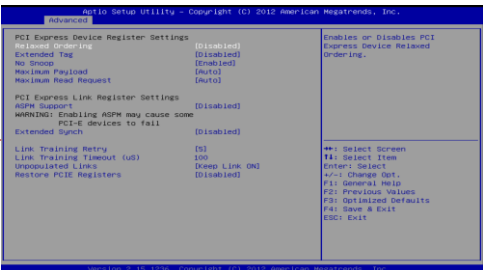 Aptio Setup Utility – Copyright (C) 2012 American Megatrends, Inc.
Advanced
PCI Express Device Register Settings
Relaxed Ordering [Disabled]
Extended Tag [Disabled]
No Snoop [Enabled]
Maximum Payload [Auto]
Maximum Read Request [Auto]
PCI Express Link Register Settings
ASPM Support [Disabled]
WARNING: Enabling ASPM may cause some
PCI-E devices to fail
Extended Synch [Disabled]
Link Training Retry [5]
Link Training Timeout (uS) 100
Unpopulated Links [Keep Link ON]
Restore PCIE Registers [Disabled]
Enables or Disables PCI
Express Device Relaxed
Ordering.
→←: Select Screen
↑↓: Select Item
Enter: Select
+/-: Change Opt.
F1: General Help
F2: Previous Values
F3: Optimized Defaults
F4: Save & Exit
ESC: Exit
Version 2.15.1236. Copyright (C) 2012 American Megatrends, Inc.